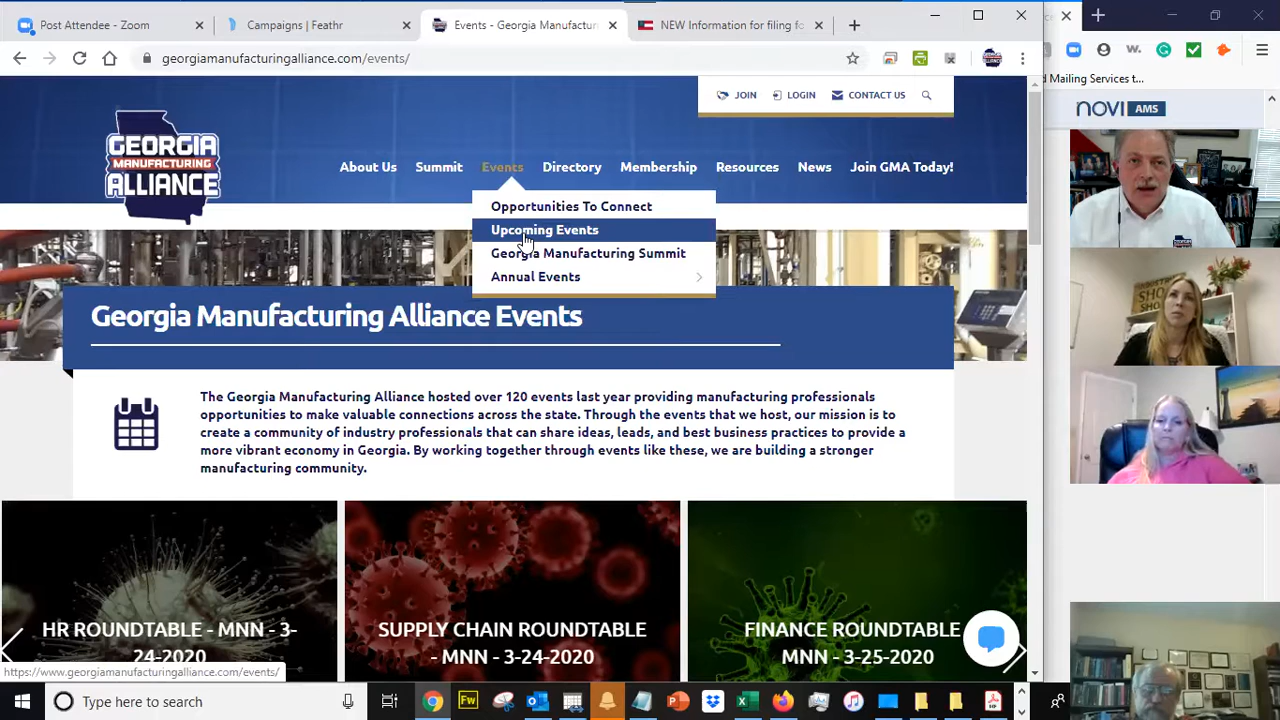 Post Attendee - Zoom
Campaigns | Feathr
Events - Georgia Manufacturin
NEW Information for filing fo
georgiamanufacturingalliance.com/events/
d Mailing Services t...
JOIN
LOGIN
CONTACT US
novi AMS
GEORGIA
MANUFACTURING
ALLIANCE
About Us
Summit
Events
Directory
Membership
Resources
News
Join GMA Today!
Opportunities To Connect
Upcoming Events
Georgia Manufacturing Summit
Annual Events
Georgia Manufacturing Alliance Events
The Georgia Manufacturing Alliance hosted over 120 events last year providing manufacturing professionals
opportunities to make valuable connections across the state. Through the events that we host, our mission is to
create a community of industry professionals that can share ideas, leads, and best business practices to provide a
more vibrant economy in Georgia. By working together through events like these, we are building a stronger
manufacturing community.
HR ROUNDTABLE - MNN - 3-
24-2020
SUPPLY CHAIN ROUNDTABLE
- MNN - 3-24-2020
FINANCE ROUNDTABLE
MNN - 3-25-2020
https://www.georgiamanufacturingalliance.com/events/
Type here to search